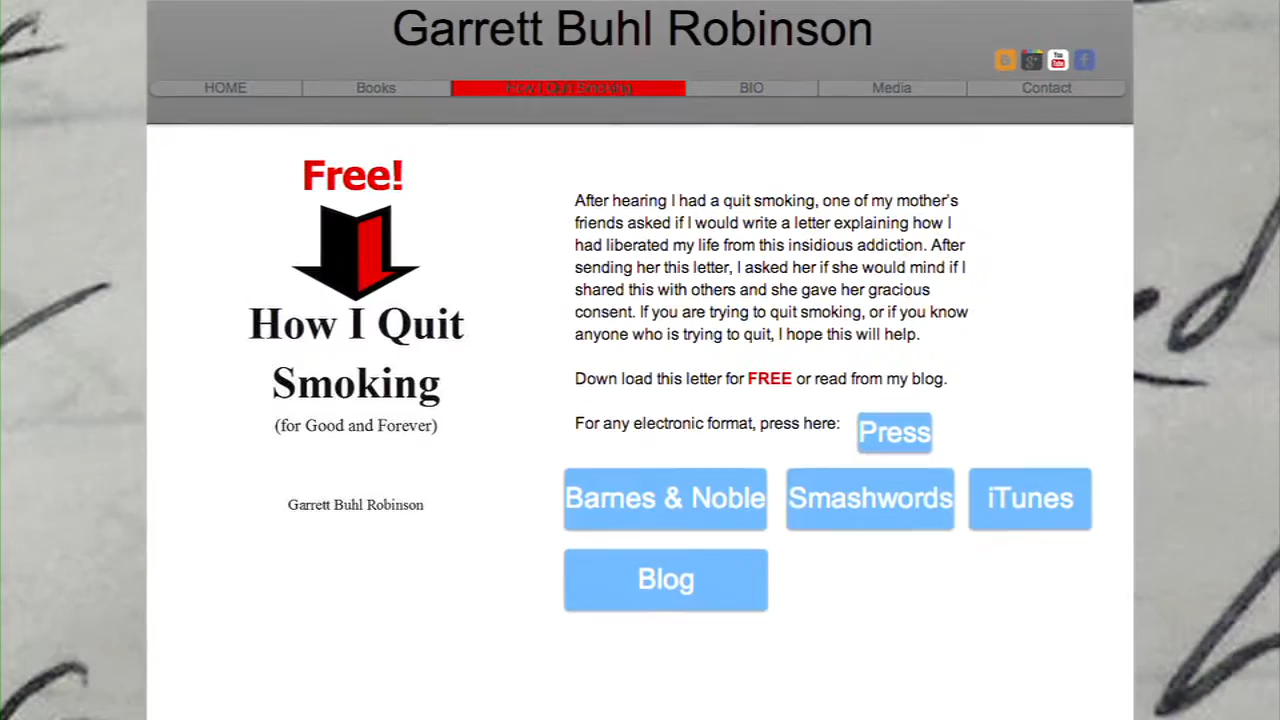 Garrett Buhl Robinson
HOME
Books
How I Quit Smoking
BIO
Media
Contact
Free!
How I Quit
Smoking
(for Good and Forever)
Garrett Buhl Robinson
After hearing I had a quit smoking, one of my mother's
friends asked if I would write a letter explaining how I
had liberated my life from this insidious addiction. After
sending her this letter, I asked her if she would mind if I
shared this with others and she gave her gracious
consent. If you are trying to quit smoking, or if you know
anyone who is trying to quit, I hope this will help.
Down load this letter for FREE or read from my blog.
For any electronic format, press here:
Press
Barnes & Noble
Smashwords
iTunes
Blog